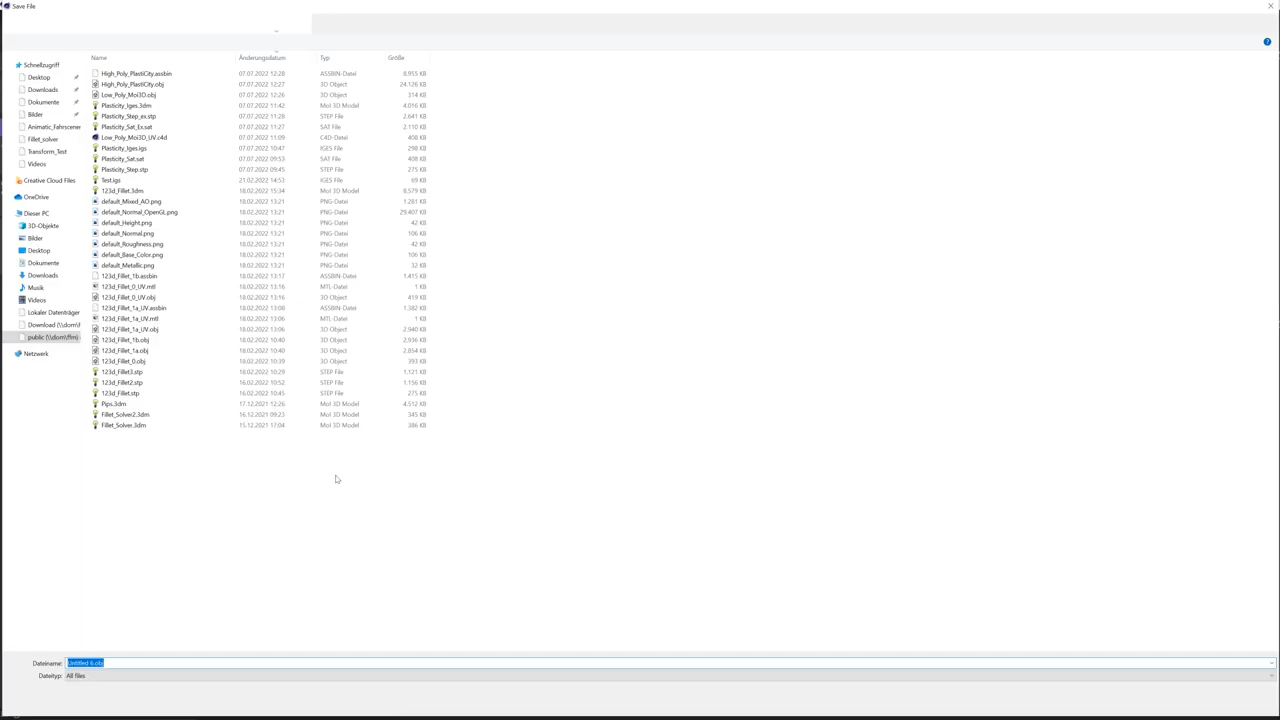 Save File
Name Änderungsdatum Typ Größe
Schnellzugriff
Desktop
Downloads
Dokumente
Bilder
Animatic_Fahrscener
Fillet_solver
Transform_Test
Videos
Creative Cloud Files
OneDrive
Dieser PC
3D-Objekte
Bilder
Desktop
Dokumente
Downloads
Musik
Videos
Lokaler Datenträger
Download (\\dom\f
public (\\dom\ffm)
Netzwerk
High_Poly_PlastiCity.assbin 07.07.2022 12:28 ASSBIN-Datei 8.955 KB
High_Poly_PlastiCity.obj 07.07.2022 12:27 3D Object 24.126 KB
Low_Poly_Moi3D.obj 07.07.2022 12:26 3D Object 314 KB
Plasticity_Iges.3dm 07.07.2022 11:42 MoI 3D Model 4.016 KB
Plasticity_Step_ex.stp 07.07.2022 11:28 STEP File 2.641 KB
Plasticity_Sat_Ex.sat 07.07.2022 11:27 SAT File 2.110 KB
Low_Poly_Moi3D_UV.c4d 07.07.2022 11:09 C4D-Datei 408 KB
Plasticity_Iges.igs 07.07.2022 10:47 IGES File 298 KB
Plasticity_Sat.sat 07.07.2022 09:53 SAT File 408 KB
Plasticity_Step.stp 07.07.2022 09:45 STEP File 275 KB
Test.igs 21.02.2022 14:53 IGES File 69 KB
123d_Fillet.3dm 18.02.2022 15:34 MoI 3D Model 8.579 KB
default_Mixed_AO.png 18.02.2022 13:21 PNG-Datei 1.281 KB
default_Normal_OpenGL.png 18.02.2022 13:21 PNG-Datei 29.407 KB
default_Height.png 18.02.2022 13:21 PNG-Datei 42 KB
default_Normal.png 18.02.2022 13:21 PNG-Datei 106 KB
default_Roughness.png 18.02.2022 13:21 PNG-Datei 42 KB
default_Base_Color.png 18.02.2022 13:21 PNG-Datei 106 KB
default_Metallic.png 18.02.2022 13:21 PNG-Datei 32 KB
123d_Fillet_1b.assbin 18.02.2022 13:17 ASSBIN-Datei 1.415 KB
123d_Fillet_0_UV.mtl 18.02.2022 13:16 MTL-Datei 1 KB
123d_Fillet_0_UV.obj 18.02.2022 13:16 3D Object 419 KB
123d_Fillet_1a_UV.assbin 18.02.2022 13:08 ASSBIN-Datei 1.382 KB
123d_Fillet_1a_UV.mtl 18.02.2022 13:06 MTL-Datei 1 KB
123d_Fillet_1a_UV.obj 18.02.2022 13:06 3D Object 2.940 KB
123d_Fillet_1b.obj 18.02.2022 10:40 3D Object 2.936 KB
123d_Fillet_1a.obj 18.02.2022 10:40 3D Object 2.854 KB
123d_Fillet_0.obj 18.02.2022 10:39 3D Object 393 KB
123d_Fillet3.stp 18.02.2022 10:29 STEP File 1.121 KB
123d_Fillet2.stp 16.02.2022 10:52 STEP File 1.156 KB
123d_Fillet.stp 16.02.2022 10:45 STEP File 275 KB
Pips.3dm 17.12.2021 12:26 MoI 3D Model 4.512 KB
Fillet_Solver2.3dm 16.12.2021 09:23 MoI 3D Model 345 KB
Fillet_Solver.3dm 15.12.2021 17:04 MoI 3D Model 386 KB
Dateiname: Untitled 6.obj
Dateityp: All files